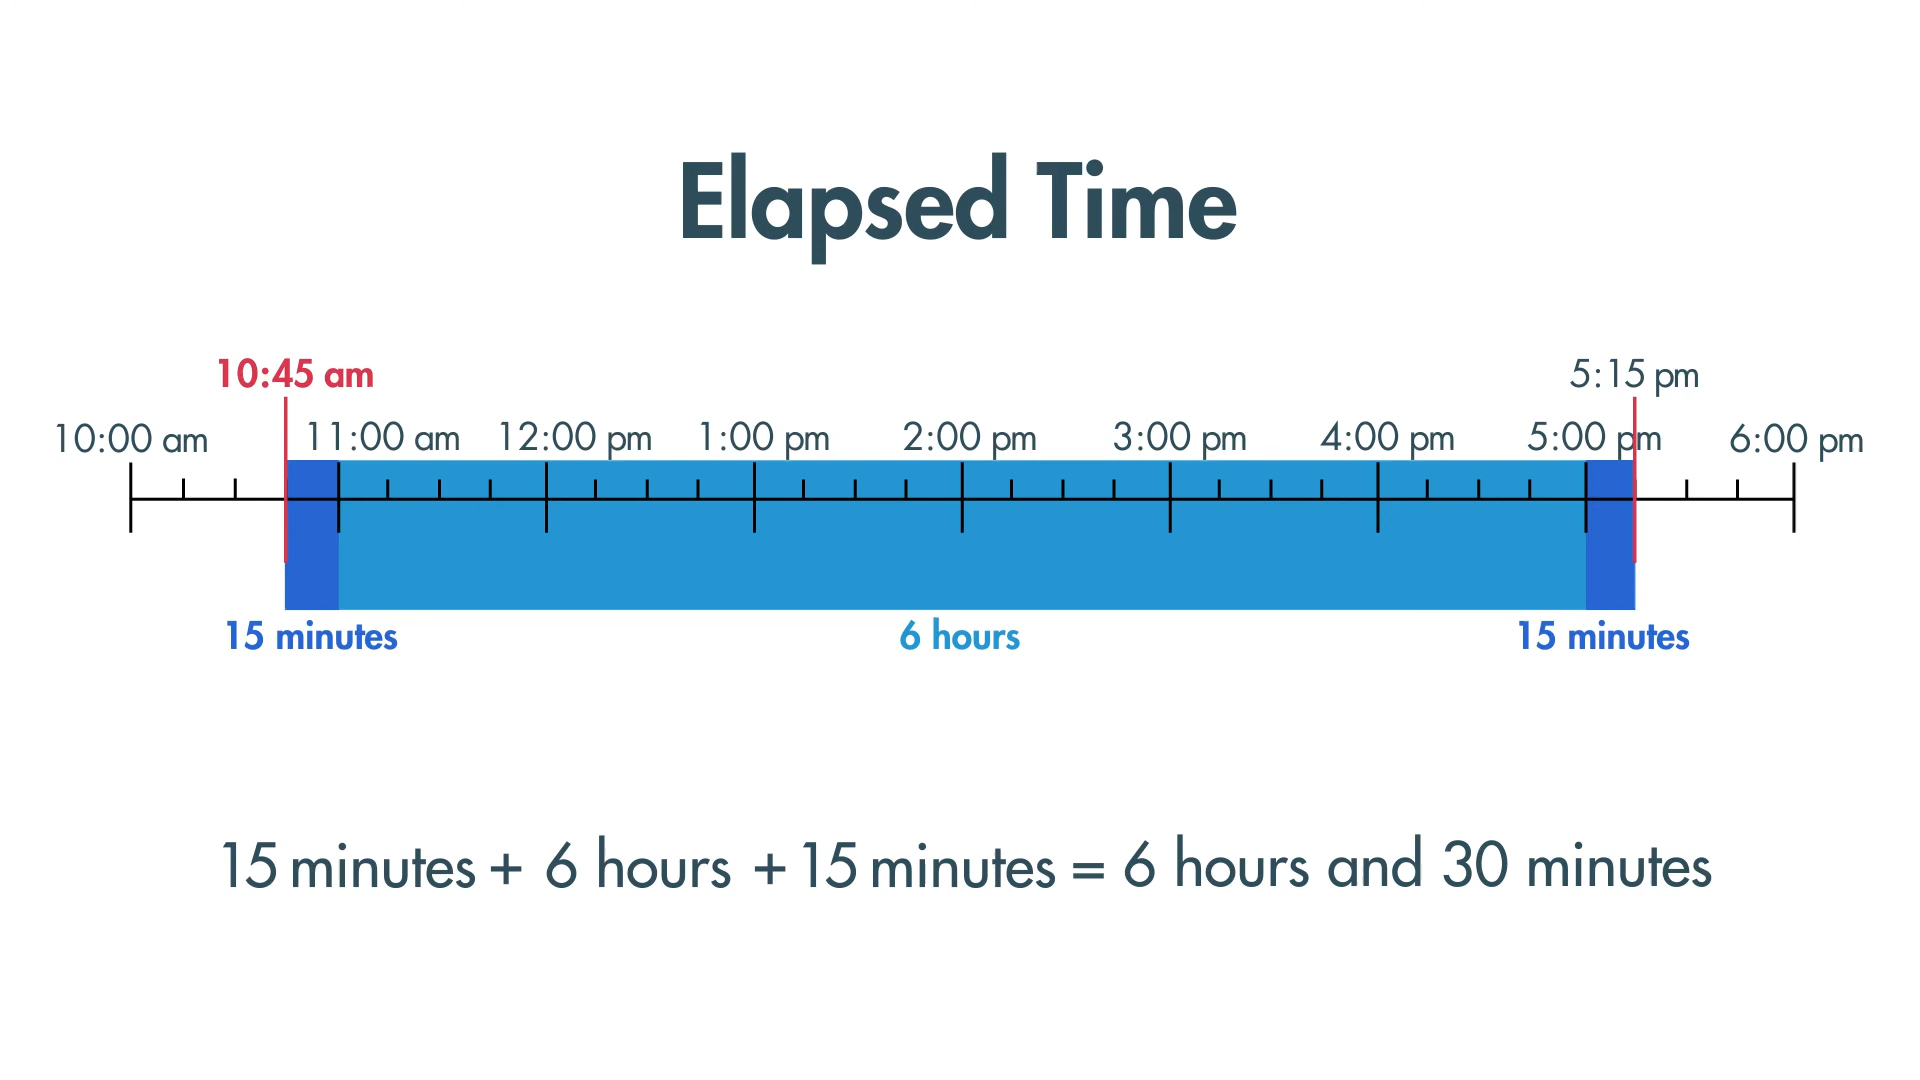 Elapsed Time
10:45 am 5:15 pm
10:00 am 11:00 am 12:00 pm 1:00 pm 2:00 pm 3:00 pm 4:00 pm 5:00 pm 6:00 pm
15 minutes 6 hours 15 minutes
15 minutes + 6 hours + 15 minutes = 6 hours and 30 minutes